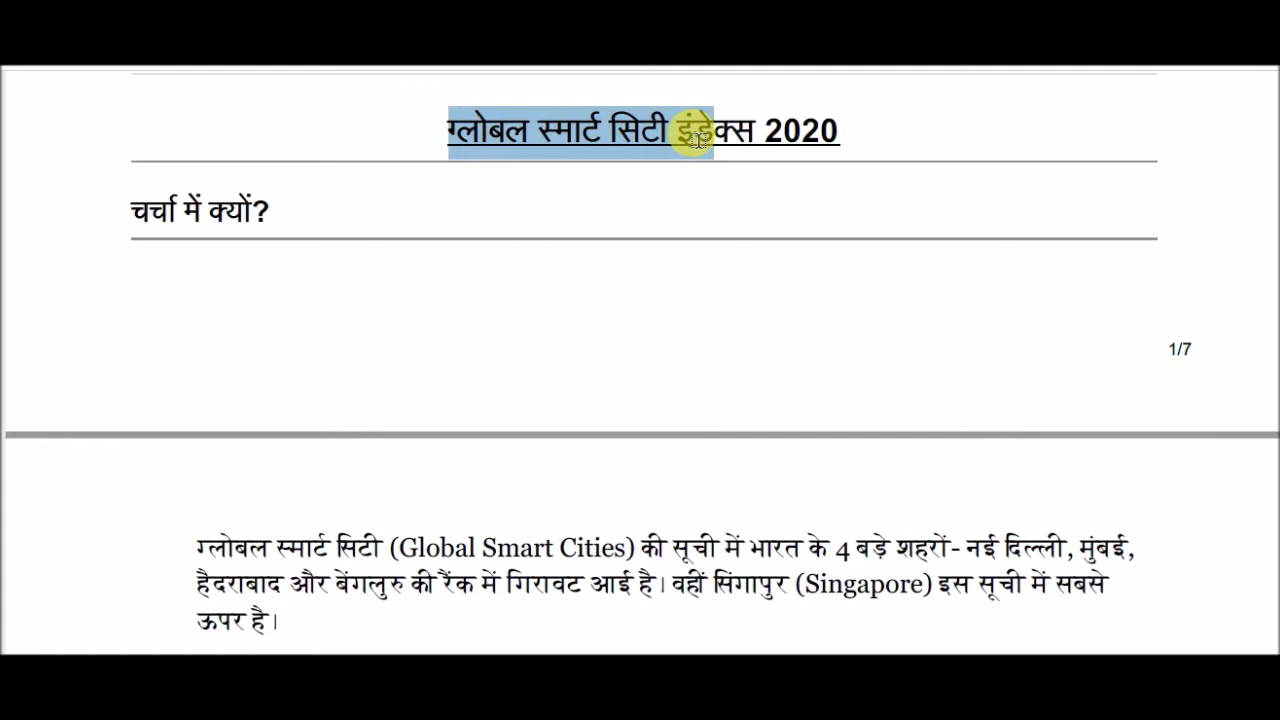 ग्लोबल स्मार्ट सिटी इंडेक्स 2020
चर्चा में क्यों?
1/7
ग्लोबल स्मार्ट सिटी (Global Smart Cities) की सूची में भारत के 4 बड़े शहरों- नई दिल्ली, मुंबई,
हैदराबाद और बेंगलुरु की रैंक में गिरावट आई है। वहीं सिंगापुर (Singapore) इस सूची में सबसे
ऊपर है।